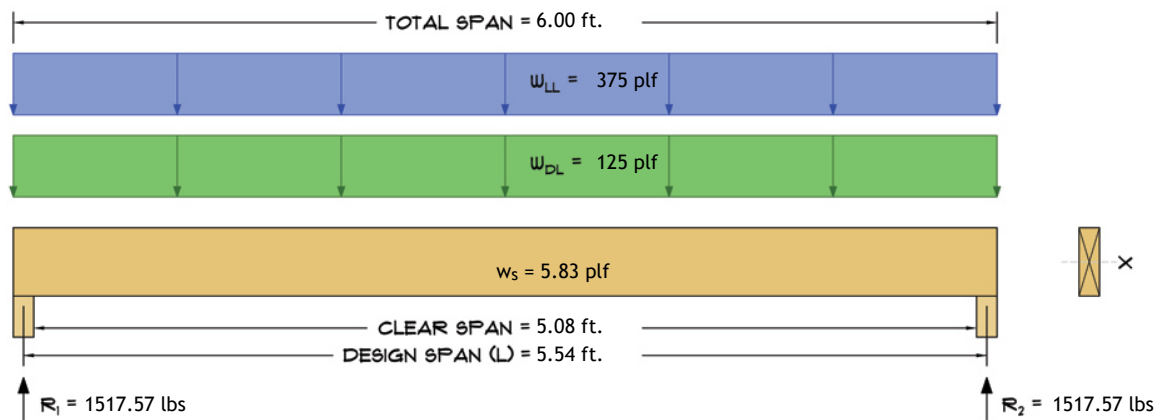 TOTAL SPAN = 6.00 ft.
wLL = 375 plf
wDL = 125 plf
ws = 5.83 plf
X
CLEAR SPAN = 5.08 ft.
DESIGN SPAN (L) = 5.54 ft.
R1 = 1517.57 lbs
R2 = 1517.57 lbs